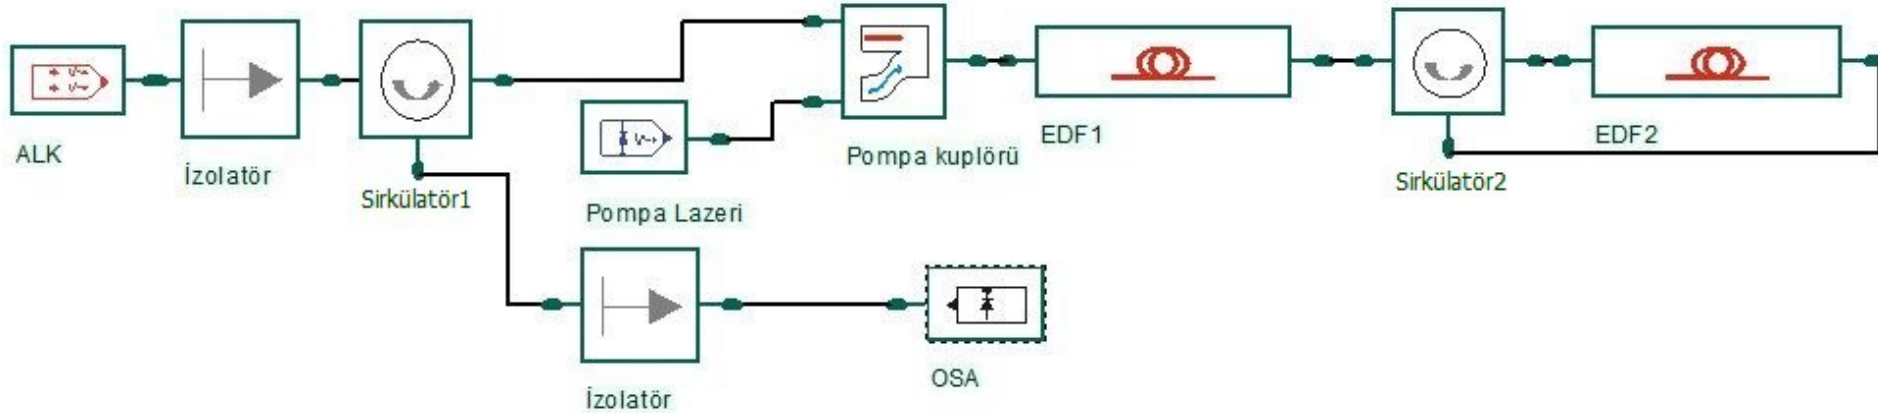 ALK
İzolatör
Sirkülatör1
Pompa Lazeri
Pompa kuplörü
EDF1
Sirkülatör2
EDF2
İzolatör
OSA